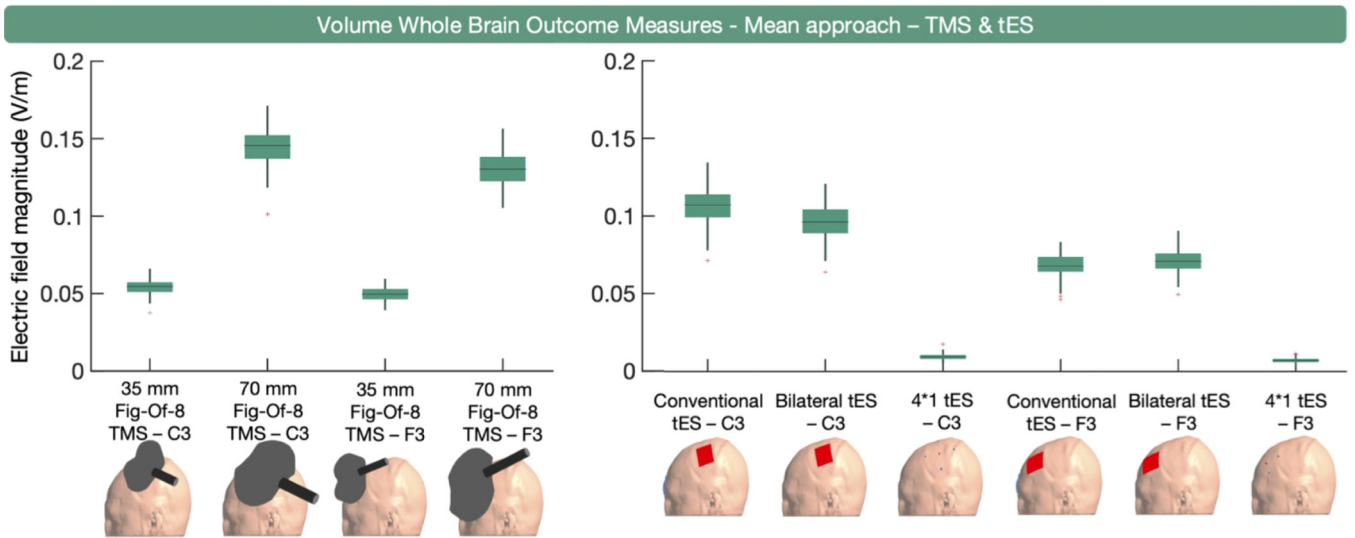 Volume Whole Brain Outcome Measures - Mean approach – TMS & tES
Electric field magnitude (V/m)
0.2
0.15
0.1
0.05
0
35 mm
Fig-Of-8
TMS – C3
70 mm
Fig-Of-8
TMS – C3
35 mm
Fig-Of-8
TMS – F3
70 mm
Fig-Of-8
TMS – F3
0.2
0.15
0.1
0.05
0
Conventional
tES – C3
Bilateral tES
– C3
4*1 tES
– C3
Conventional
tES – F3
Bilateral tES
– F3
4*1 tES
– F3